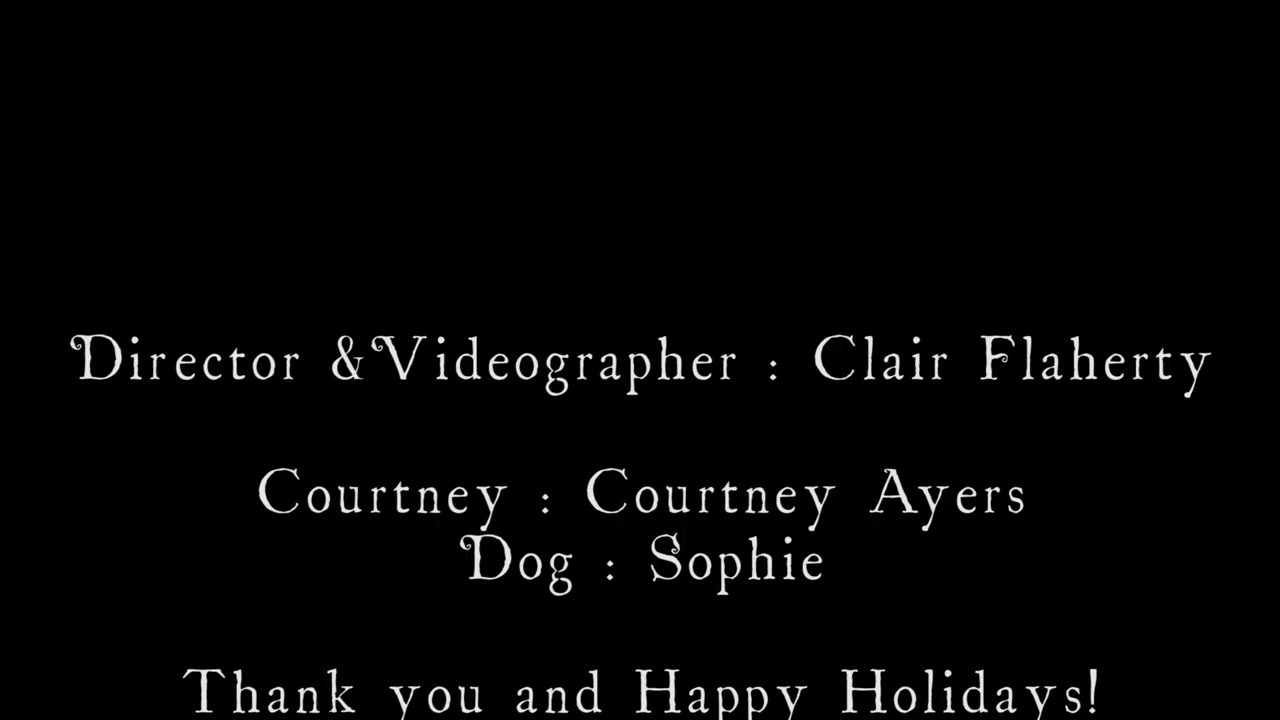 Director &Videographer : Clair Flaherty
Courtney : Courtney Ayers
Dog : Sophie
Thank you and Happy Holidays!